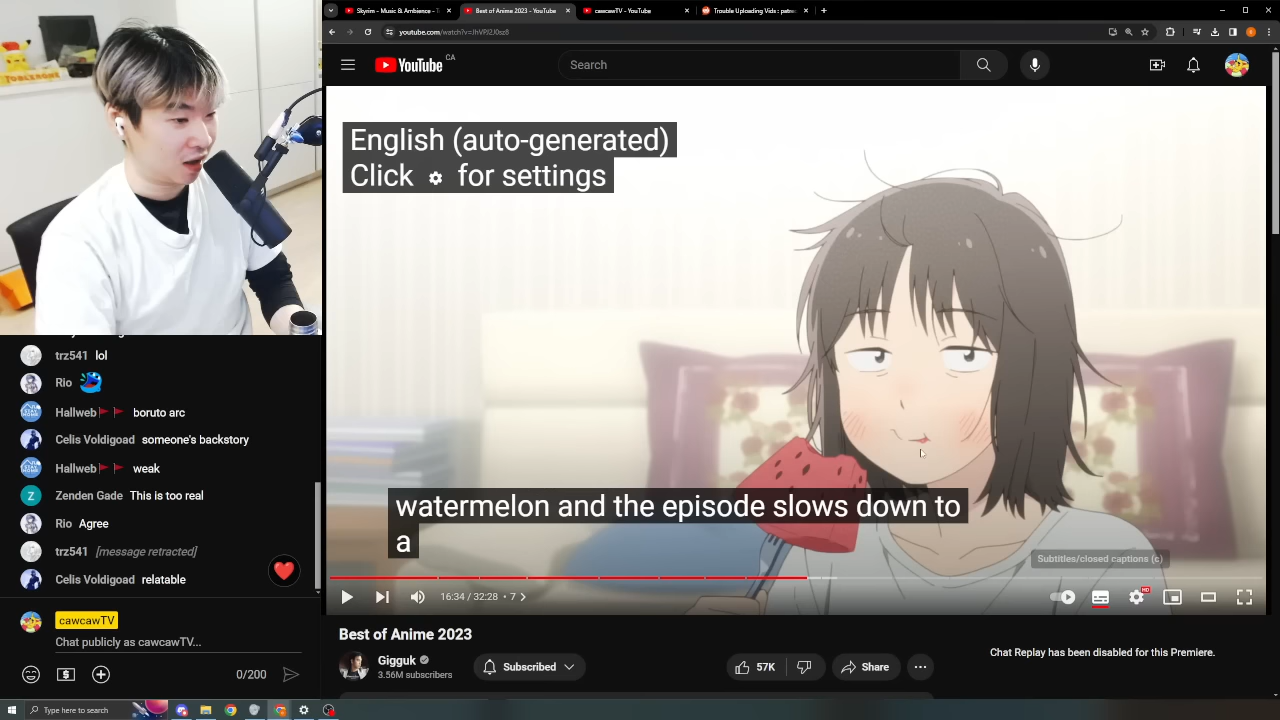 Skyrim - Music & Ambience - T
Best of Anime 2023 - YouTube
cawcawTV - YouTube
Trouble Uploading Vids : patre
youtube.com/watch?v=JhVPJ2J0sz8
YouTube CA
Search
English (auto-generated)
Click for settings
watermelon and the episode slows down to
a
Subtitles/closed captions (c)
16:34 / 32:28 • 7
HD
Best of Anime 2023
Gigguk
3.56M subscribers
Subscribed
57K
Share
Chat Replay has been disabled for this Premiere.
trz541 lol
Rio
Hallweb boruto arc
Celis Voldigoad someone's backstory
Hallweb weak
Z Zenden Gade This is too real
Rio Agree
trz541 [message retracted]
Celis Voldigoad relatable
cawcawTV
Chat publicly as cawcawTV...
0/200
Type here to search